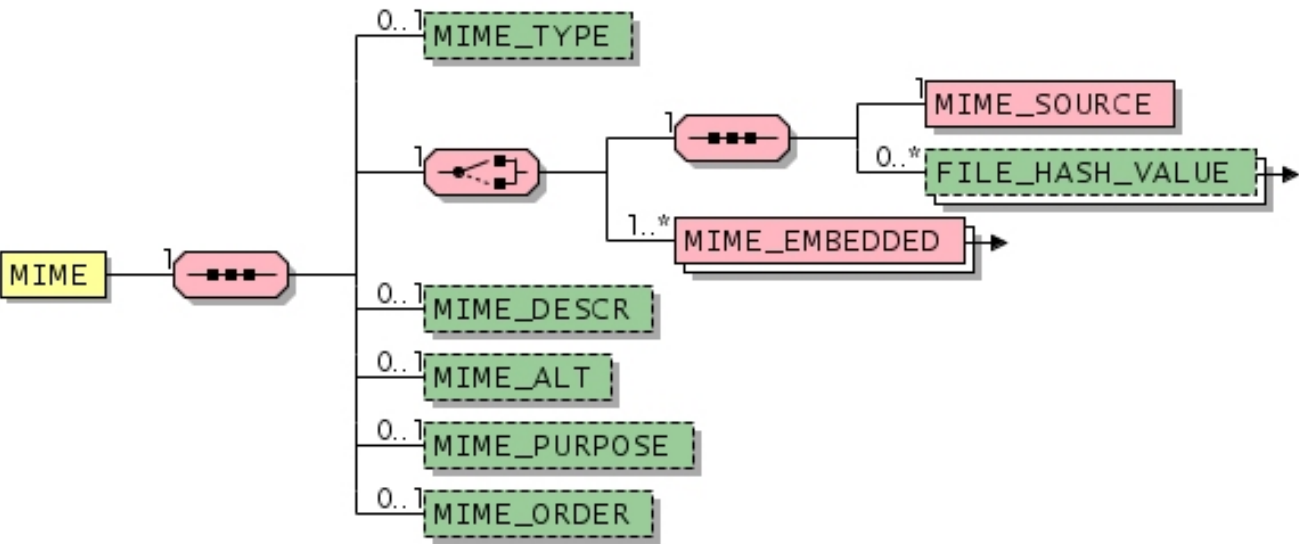 0..1
MIME_TYPE
1
MIME_SOURCE
1
0..*
FILE_HASH_VALUE
1
1..*
MIME_EMBEDDED
MIME
1
0..1
MIME_DESCR
0..1
MIME_ALT
0..1
MIME_PURPOSE
0..1
MIME_ORDER